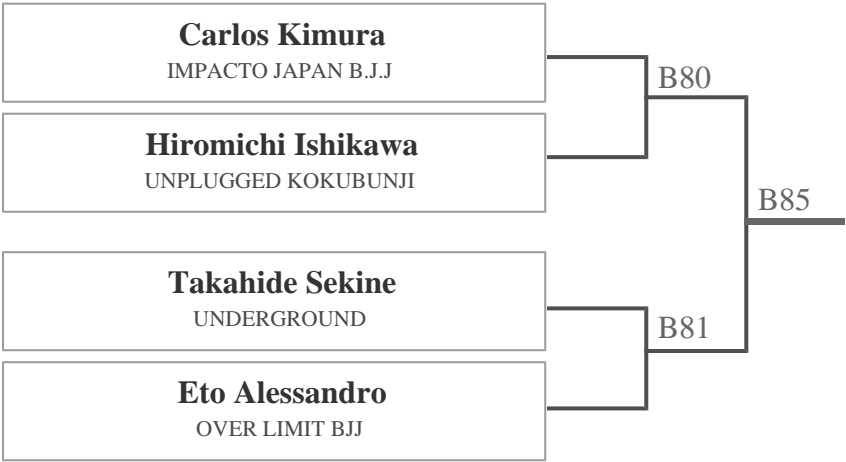 Carlos Kimura
IMPACTO JAPAN B.J.J
B80
Hiromichi Ishikawa
UNPLUGGED KOKUBUNJI
B85
Takahide Sekine
UNDERGROUND
B81
Eto Alessandro
OVER LIMIT BJJ